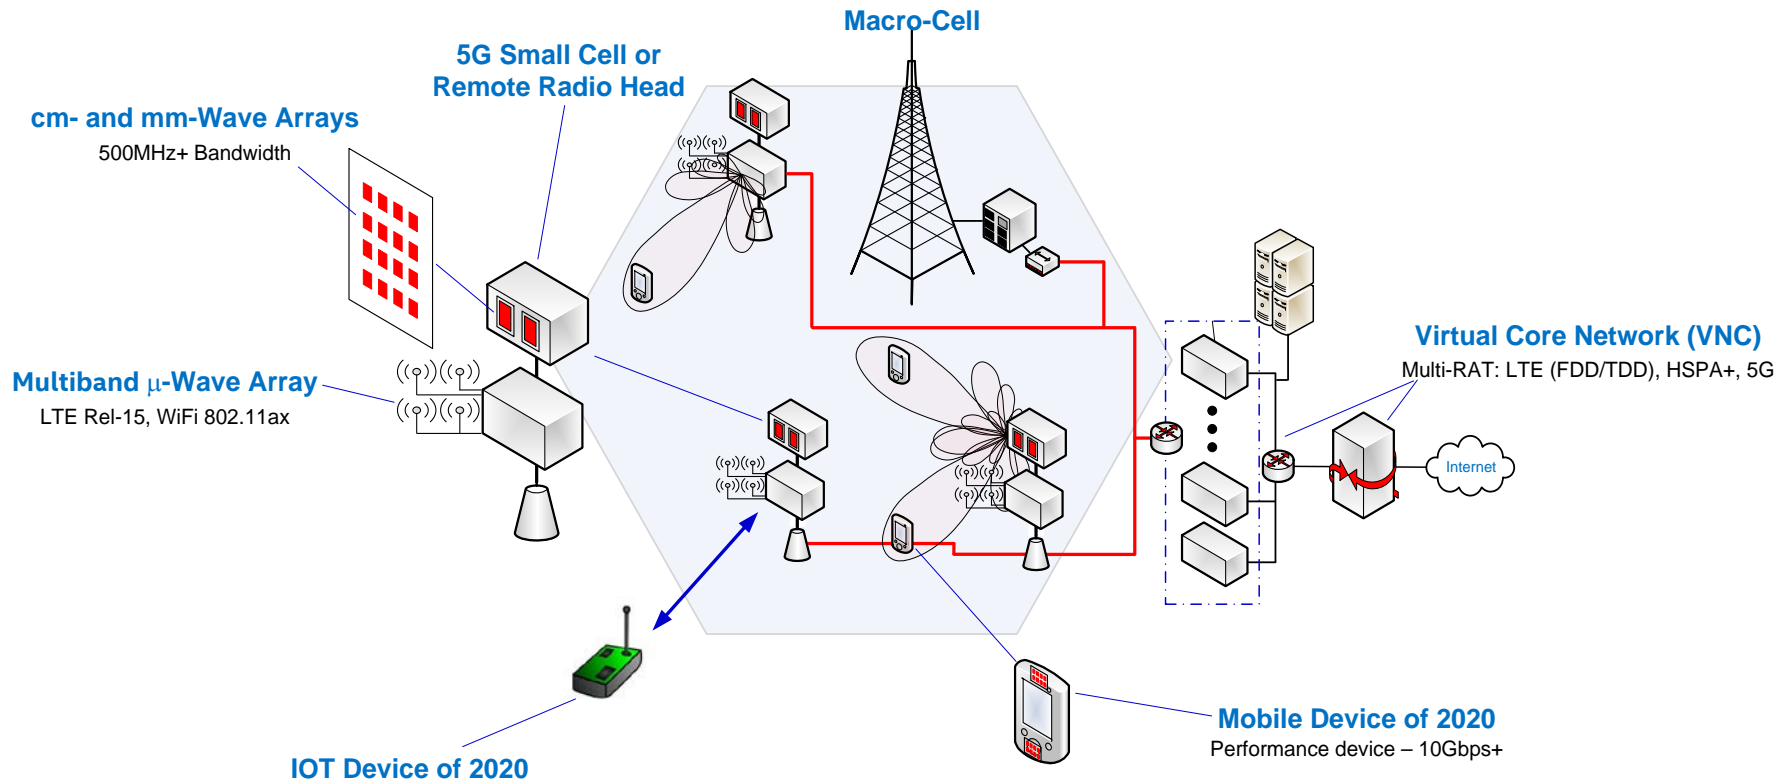 Macro-Cell
5G Small Cell or
Remote Radio Head
cm- and mm-Wave Arrays
500MHz+ Bandwidth
Multiband μ-Wave Array
LTE Rel-15, WiFi 802.11ax
Virtual Core Network (VNC)
Multi-RAT: LTE (FDD/TDD), HSPA+, 5G
Internet
Mobile Device of 2020
Performance device – 10Gbps+
IOT Device of 2020